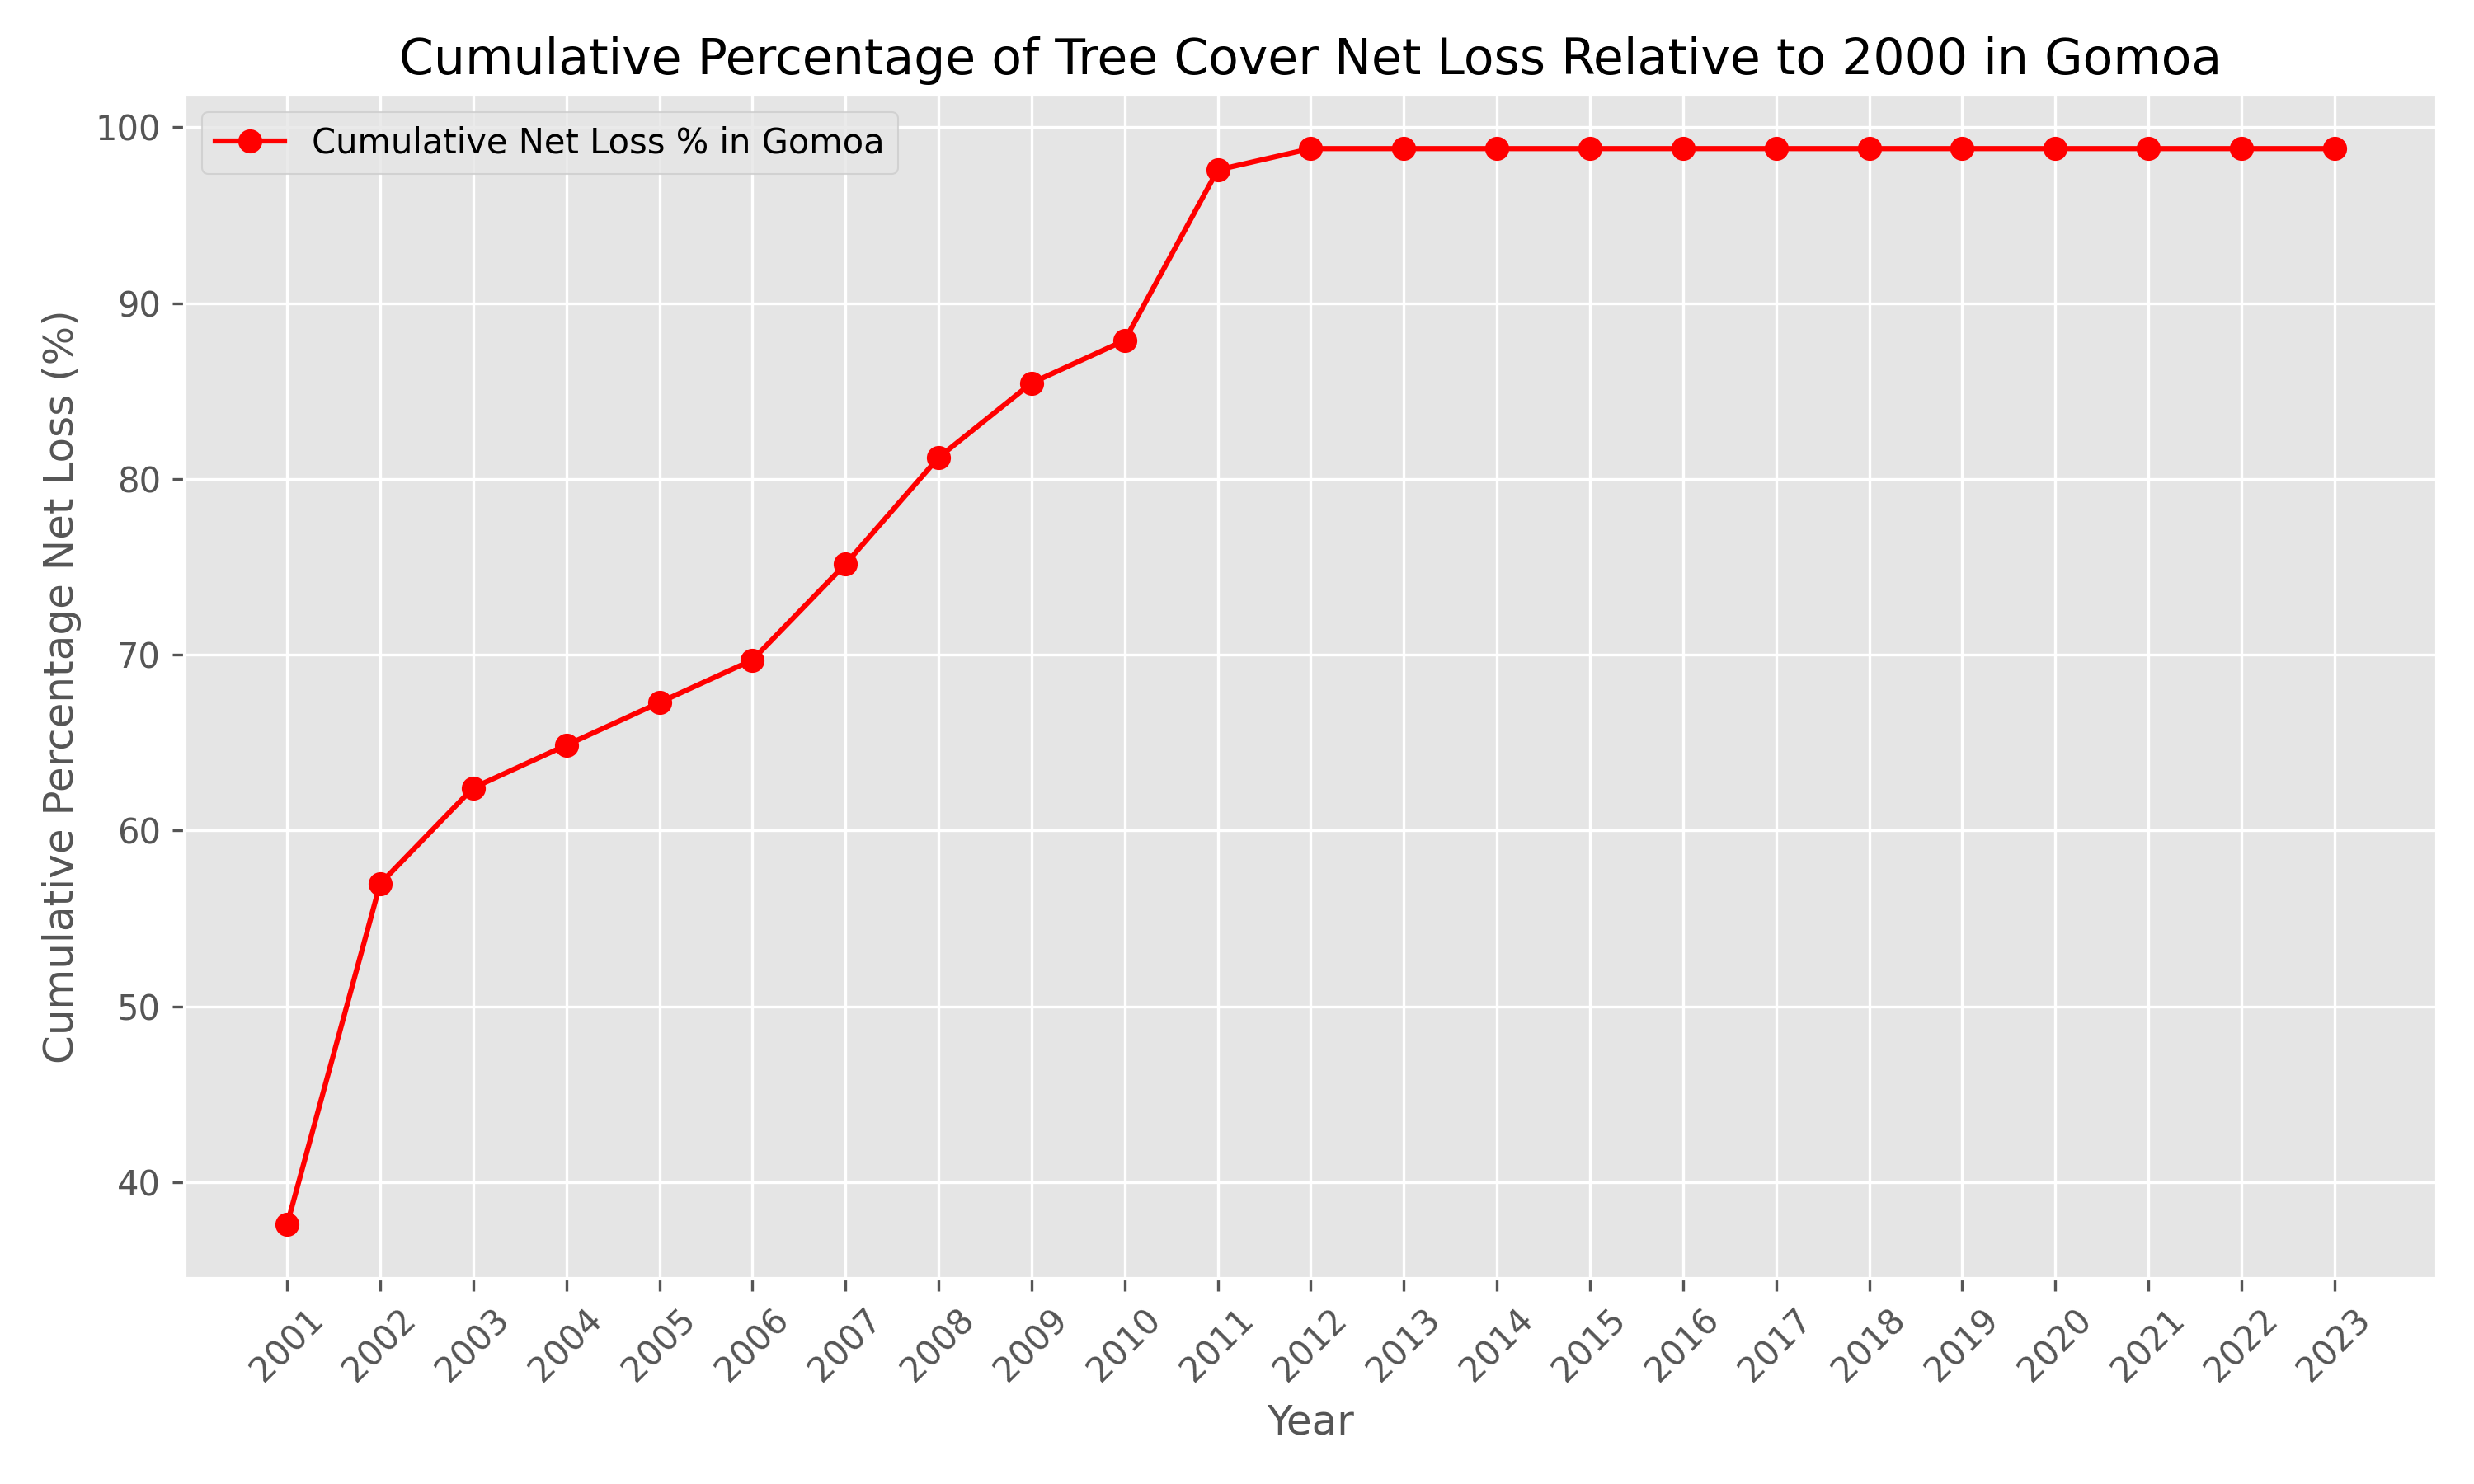 Cumulative Percentage of Tree Cover Net Loss Relative to 2000 in Gomoa
Cumulative Net Loss % in Gomoa
Cumulative Percentage Net Loss (%)
100
90
80
70
60
50
40
2001 2002 2003 2004 2005 2006 2007 2008 2009 2010 2011 2012 2013 2014 2015 2016 2017 2018 2019 2020 2021 2022 2023
Year